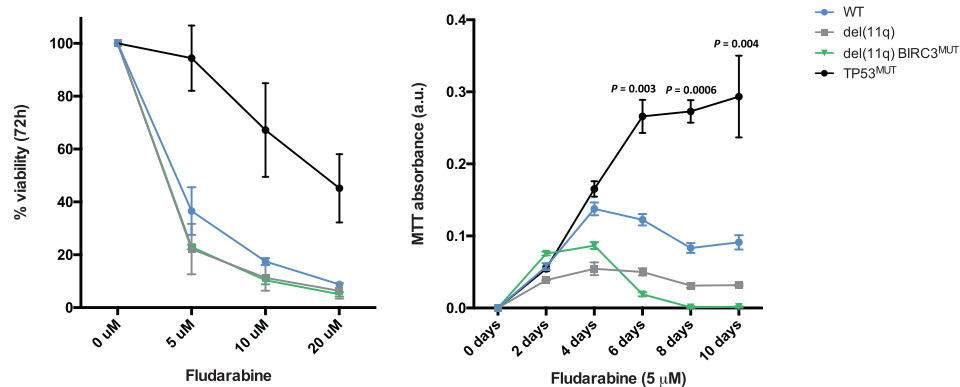 % viability (72h)
100
80
60
40
20
0
0 uM
5 uM
10 uM
20 uM
Fludarabine
MTT absorbance (a.u.)
0.4
0.3
0.2
0.1
0.0
P = 0.003
P = 0.0006
P = 0.004
0 days
2 days
4 days
6 days
8 days
10 days
Fludarabine (5 µM)
WT
del(11q)
del(11q) BIRC3MUT
TP53MUT